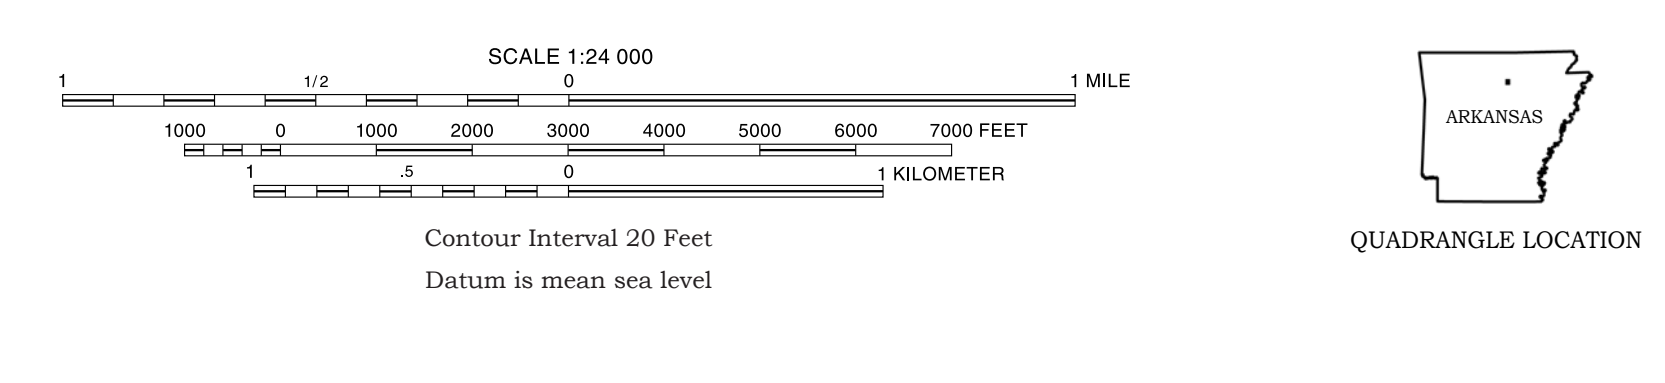 SCALE 1:24 000
1 1/2 0 1 MILE
1000 0 1000 2000 3000 4000 5000 6000 7000 FEET
1 .5 0 1 KILOMETER
Contour Interval 20 Feet
Datum is mean sea level
ARKANSAS
QUADRANGLE LOCATION